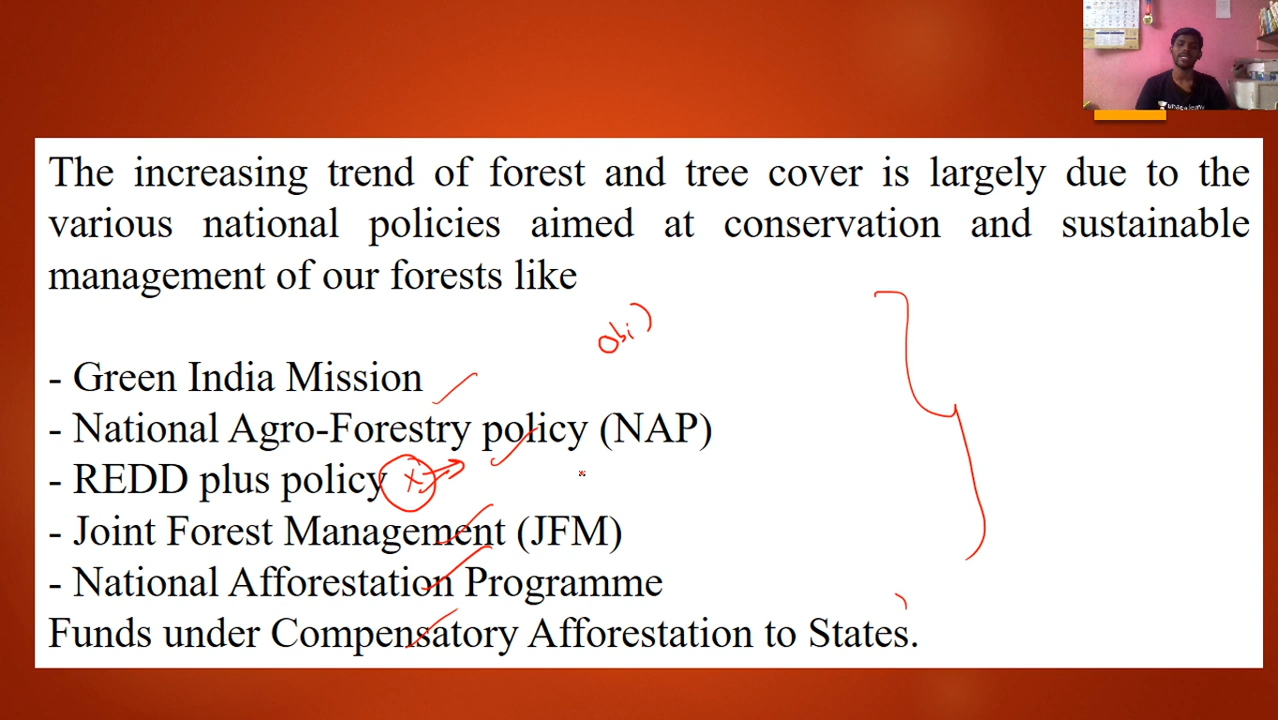 The increasing trend of forest and tree cover is largely due to the
various national policies aimed at conservation and sustainable
management of our forests like
obj
- Green India Mission
- National Agro-Forestry policy (NAP)
- REDD plus policy
- Joint Forest Management (JFM)
- National Afforestation Programme
Funds under Compensatory Afforestation to States.